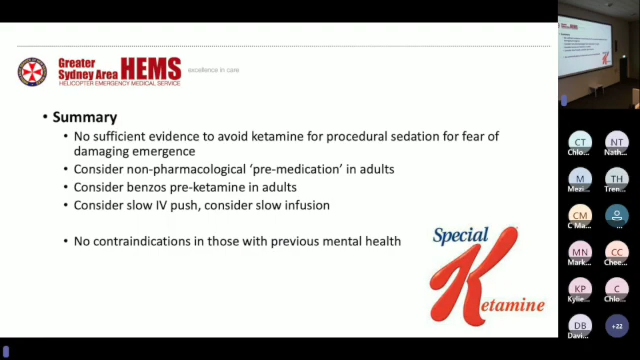 Greater
Sydney Area HEMS
HELICOPTER EMERGENCY MEDICAL SERVICE
excellence in care
• Summary
• No sufficient evidence to avoid ketamine for procedural sedation for fear of
damaging emergence
• Consider non-pharmacological ‘pre-medication’ in adults
• Consider benzos pre-ketamine in adults
• Consider slow IV push, consider slow infusion
• No contraindications in those with previous mental health
Special
Ketamine
CT
Chlo...
NT
Nath...
M
Mezi...
TH
Tren...
CM
C Ma...
...
MN
Mark...
CC
Chee...
KP
Kylie...
C
Chlo...
DB
Davi...
+22